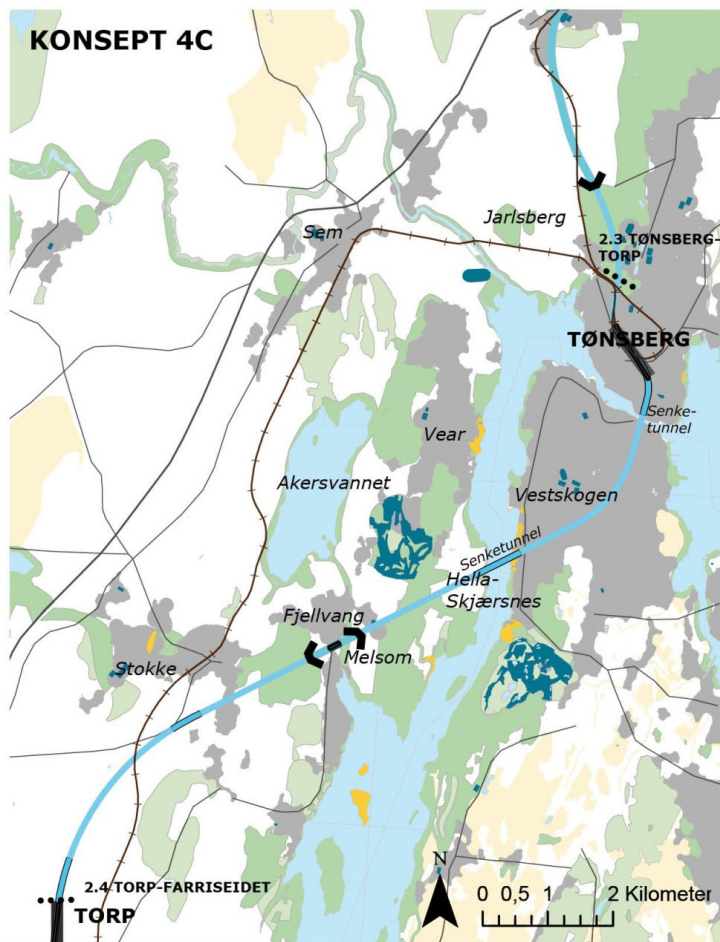 KONSEPT 4C
Jarlsberg
Sem
2.3 TØNSBERG-
TORP
TØNSBERG
Senke-
tunnel
Vear
Akersvannet
Vestskogen
Senketunnel
Hella-
Skjærsnes
Fjellvang
Melsom
Stokke
N
2.4 TORP-FARRISEIDET
TORP
0 0,5 1 2 Kilometer